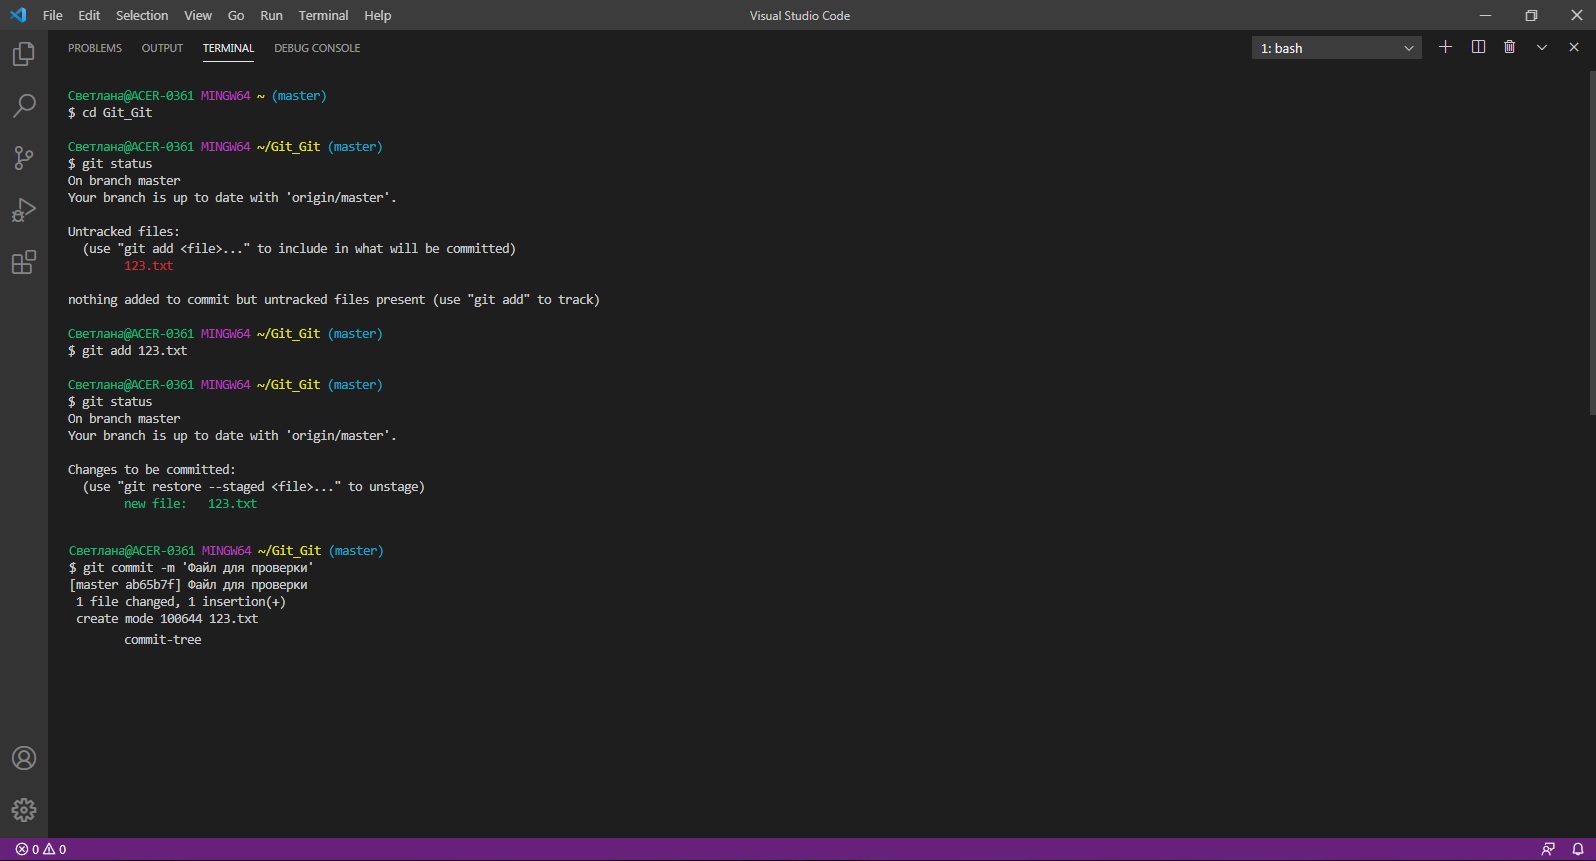 File Edit Selection View Go Run Terminal Help Visual Studio Code
PROBLEMS OUTPUT TERMINAL DEBUG CONSOLE 1: bash
Светлана@ACER-0361 MINGW64 ~ (master)
$ cd Git_Git
Светлана@ACER-0361 MINGW64 ~/Git_Git (master)
$ git status
On branch master
Your branch is up to date with 'origin/master'.
Untracked files:
(use "git add <file>..." to include in what will be committed)
123.txt
nothing added to commit but untracked files present (use "git add" to track)
Светлана@ACER-0361 MINGW64 ~/Git_Git (master)
$ git add 123.txt
Светлана@ACER-0361 MINGW64 ~/Git_Git (master)
$ git status
On branch master
Your branch is up to date with 'origin/master'.
Changes to be committed:
(use "git restore --staged <file>..." to unstage)
new file:   123.txt
Светлана@ACER-0361 MINGW64 ~/Git_Git (master)
$ git commit -m 'Файл для проверки'
[master ab65b7f] Файл для проверки
1 file changed, 1 insertion(+)
create mode 100644 123.txt
commit-tree
0 0